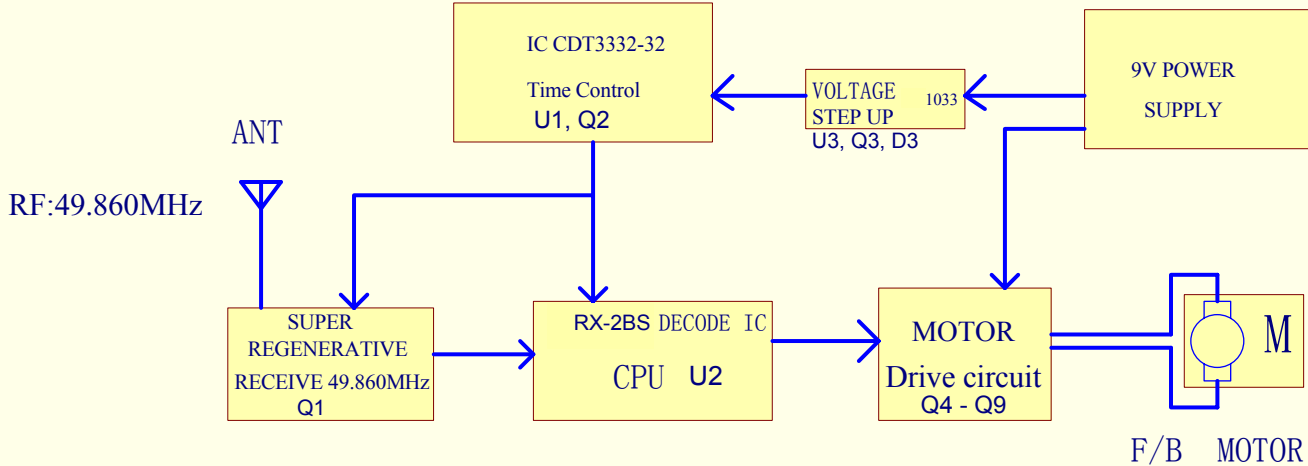 IC CDT3332-32
Time Control
U1, Q2
VOLTAGE 1033
STEP UP
U3, Q3, D3
9V POWER
SUPPLY
ANT
RF:49.860MHz
SUPER
REGENERATIVE
RECEIVE 49.860MHz
Q1
RX-2BS DECODE IC
CPU U2
MOTOR
Drive circuit
Q4 - Q9
M
F/B MOTOR